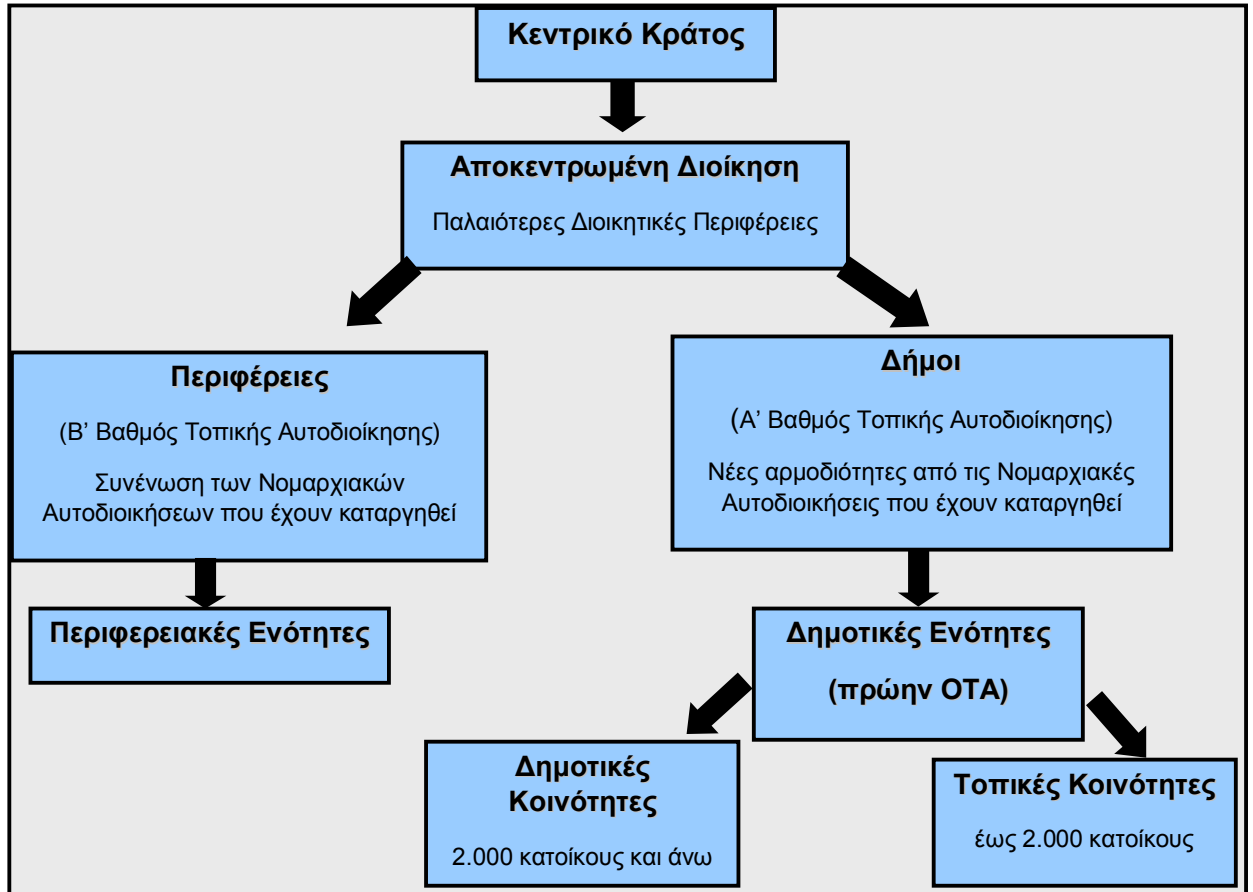 Κεντρικό Κράτος
Αποκεντρωμένη Διοίκηση
Παλαιότερες Διοικητικές Περιφέρειες
Περιφέρειες
(Β’ Βαθμός Τοπικής Αυτοδιοίκησης)
Συνένωση των Νομαρχιακών
Αυτοδιοικήσεων που έχουν καταργηθεί
Δήμοι
(Α’ Βαθμός Τοπικής Αυτοδιοίκησης)
Νέες αρμοδιότητες από τις Νομαρχιακές
Αυτοδιοικήσεις που έχουν καταργηθεί
Περιφερειακές Ενότητες
Δημοτικές Ενότητες
(πρώην ΟΤΑ)
Δημοτικές
Κοινότητες
2.000 κατοίκους και άνω
Τοπικές Κοινότητες
έως 2.000 κατοίκους